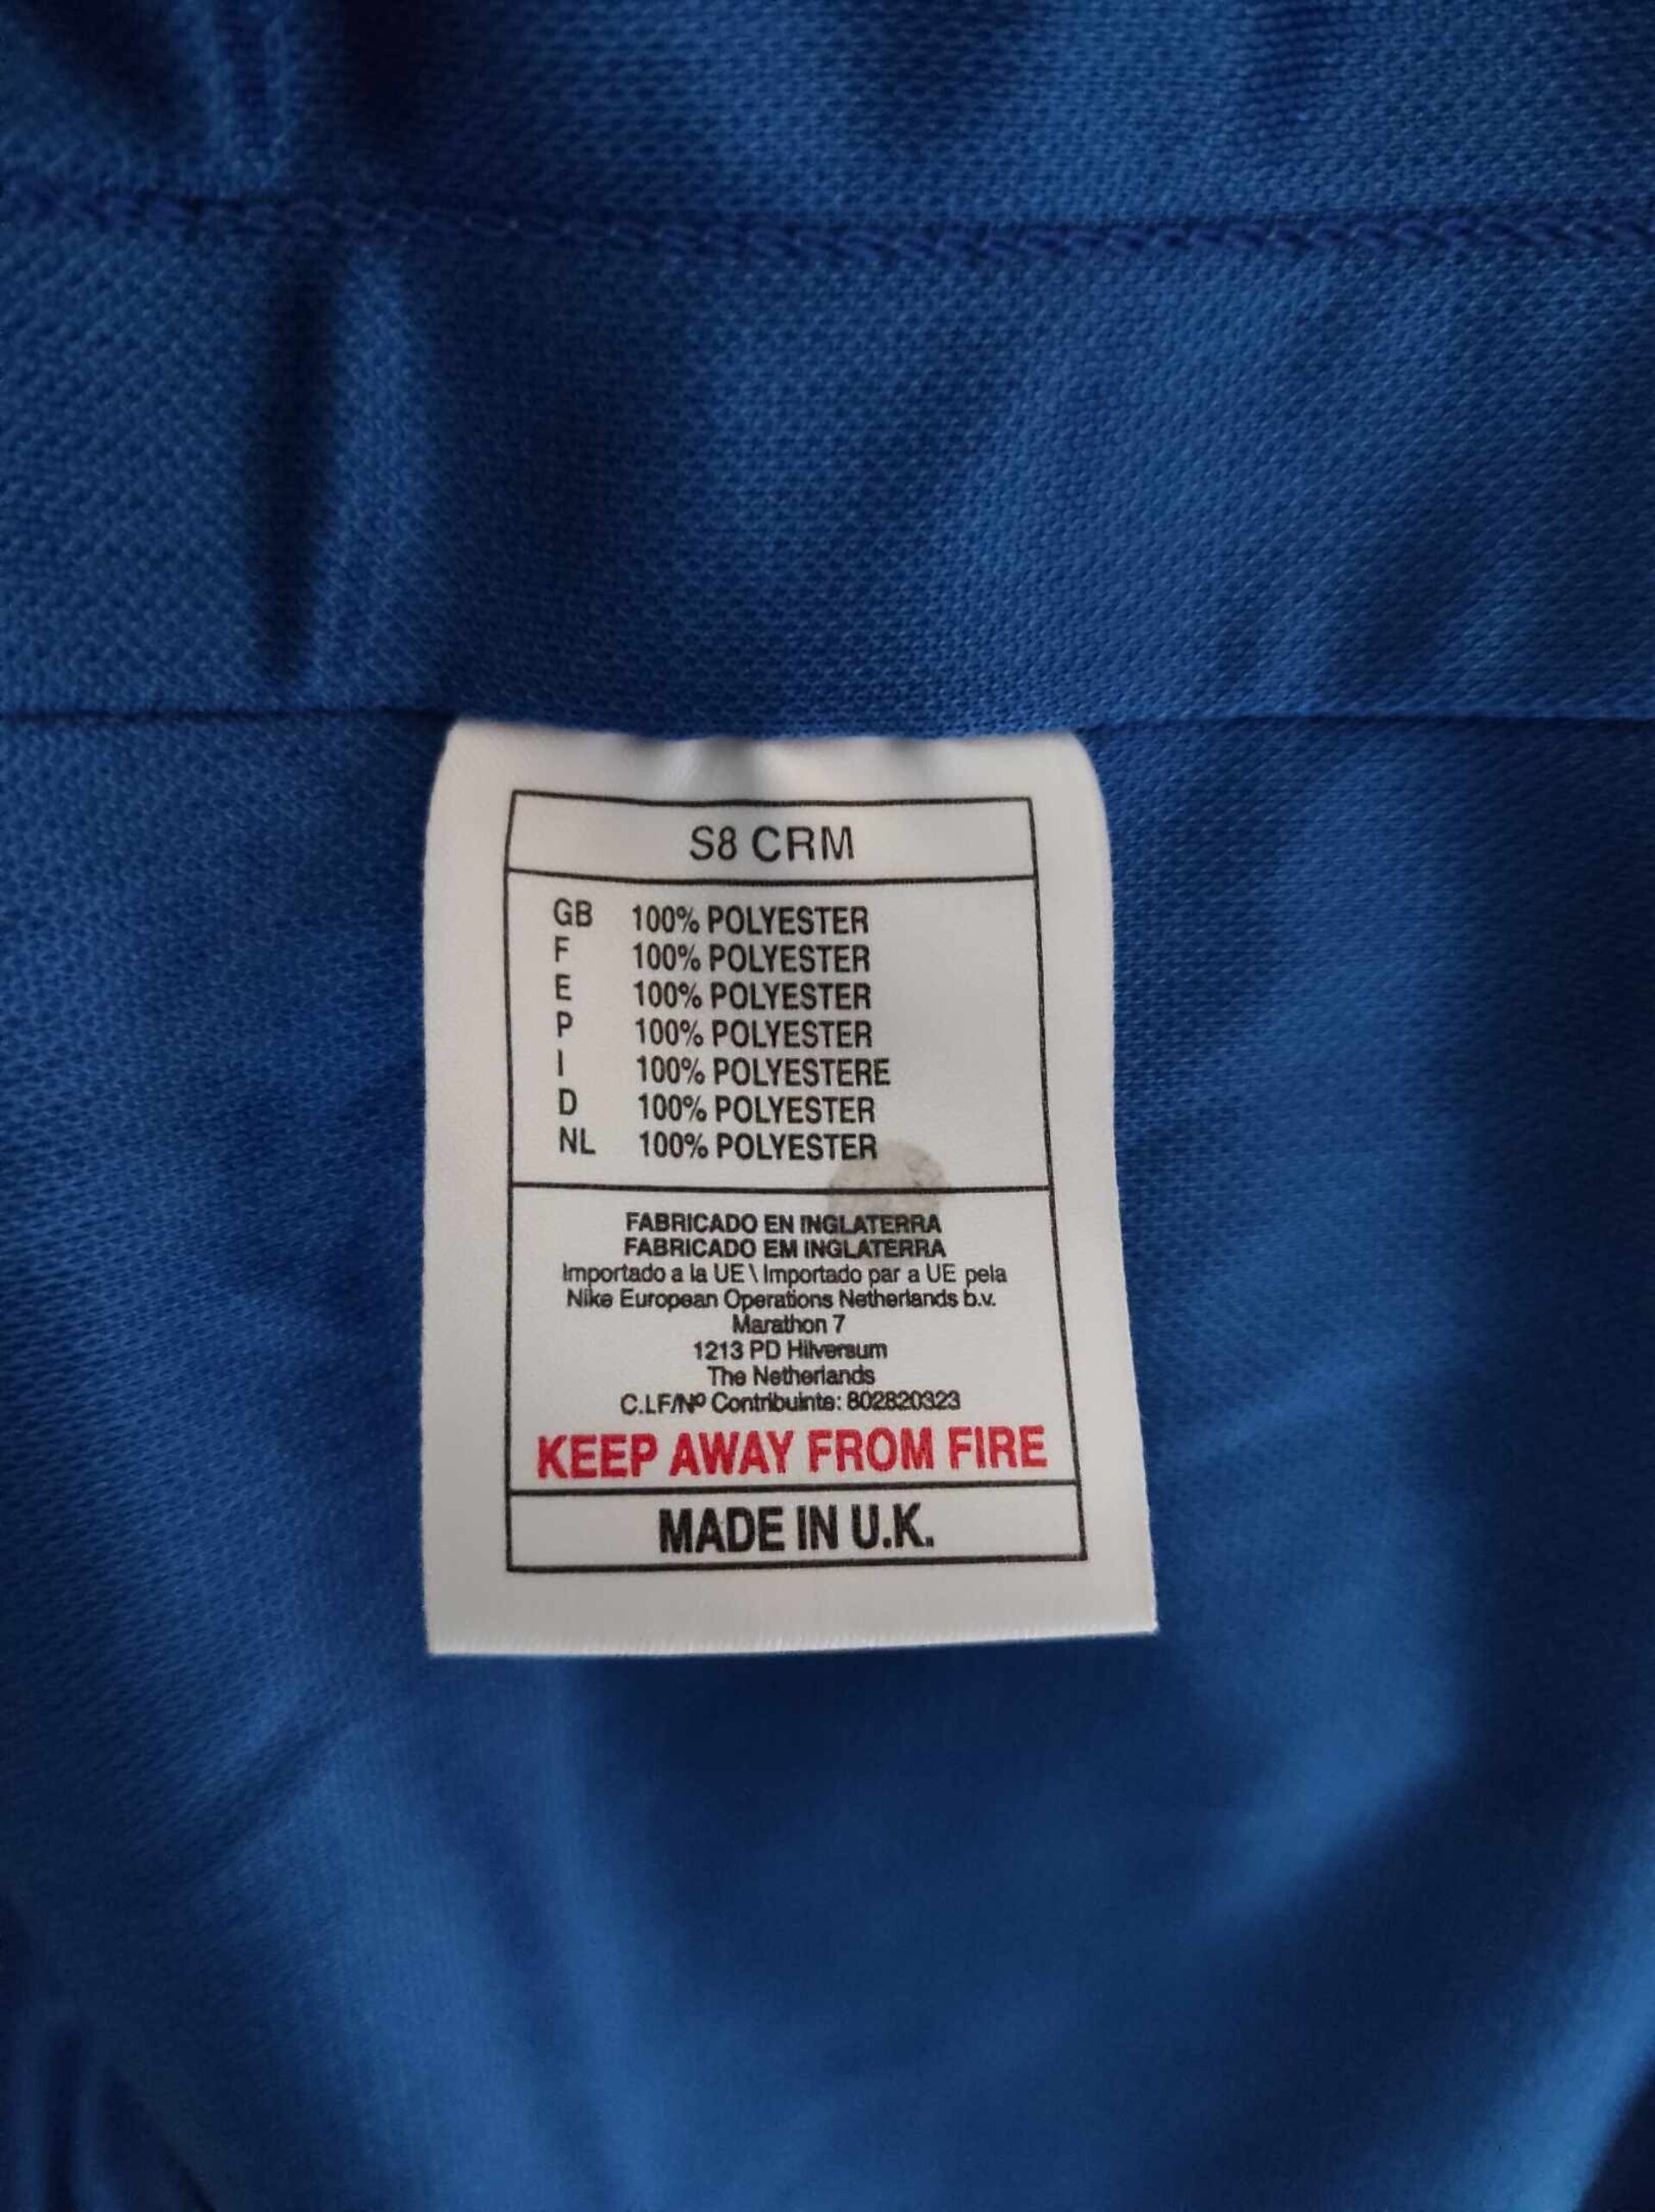 S8 CRM
GB 100% POLYESTER
F 100% POLYESTER
E 100% POLYESTER
P 100% POLYESTER
I 100% POLYESTERE
D 100% POLYESTER
NL 100% POLYESTER
FABRICADO EN INGLATERRA
FABRICADO EM INGLATERRA
Importado a la UE \ Importado par a UE pela
Nike European Operations Netherlands b.v.
Marathon 7
1213 PD Hilversum
The Netherlands
C.I.F/Nº Contribuinte: 802820323
KEEP AWAY FROM FIRE
MADE IN U.K.